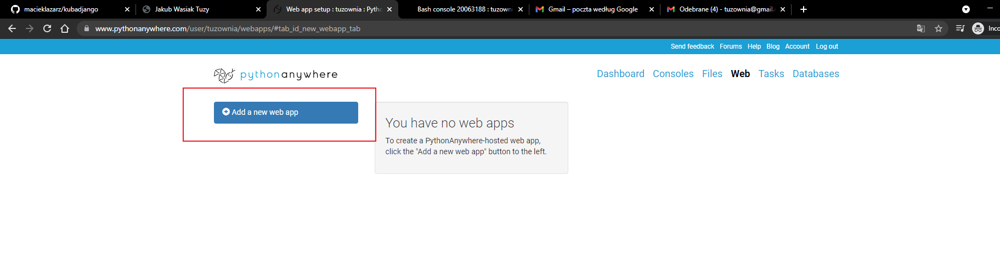 macieklazarz/kubadjango
Jakub Wasiak Tuzy
Web app setup : tuzownia : Pyth
Bash console 20063188 : tuzowni
Gmail – poczta według Google
Odebrane (4) - tuzownia@gmail.
www.pythonanywhere.com/user/tuzownia/webapps/#tab_id_new_webapp_tab
Inco
Send feedback Forums Help Blog Account Log out
pythonanywhere
Dashboard Consoles Files Web Tasks Databases
Add a new web app
You have no web apps
To create a PythonAnywhere-hosted web app,
click the "Add a new web app" button to the left.